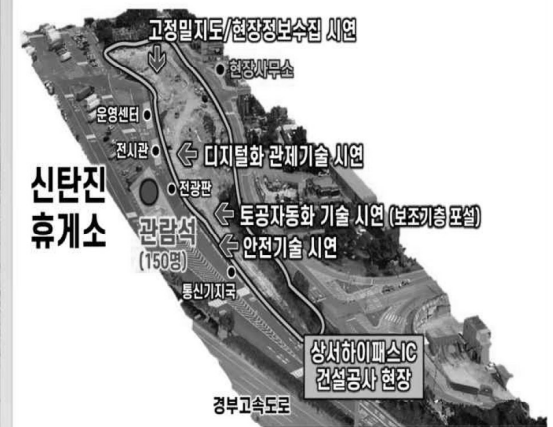 고정밀지도/현장정보수집 시연
현장사무소
운영센터
전시관
디지털화 관제기술 시연
신탄진
휴게소
전광판
관람석
(150명)
토공자동화 기술 시연 (보조기층 포설)
안전기술 시연
통신기지국
상서하이패스IC
건설공사 현장
경부고속도로